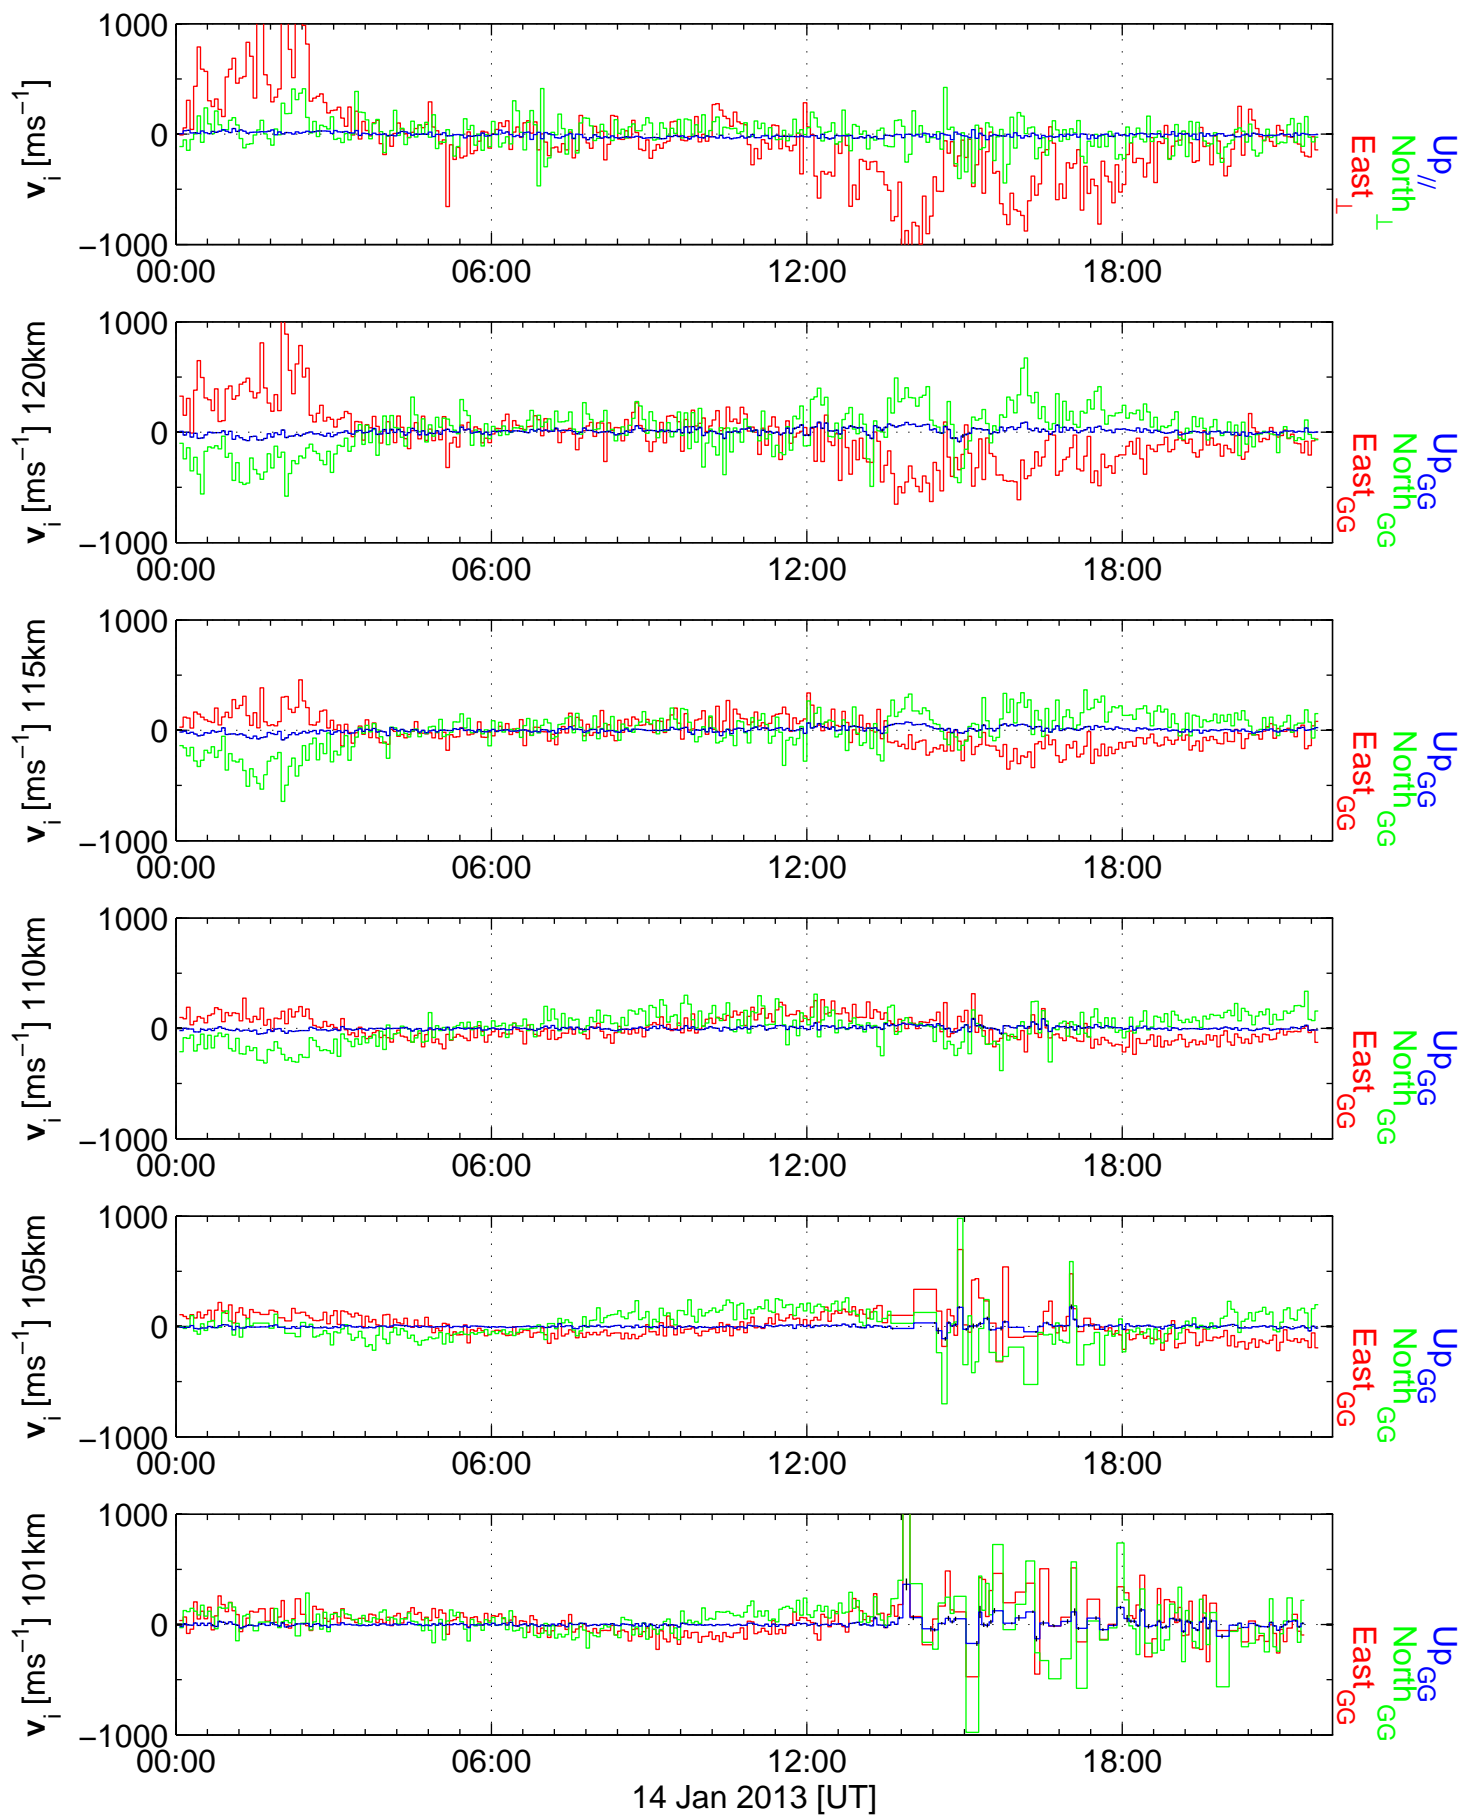 v_i [ms⁻¹]
1000
0
−1000
00:00 06:00 12:00 18:00
Up_//
North_⊥
East_⊥
v_i [ms⁻¹] 120km
1000
0
−1000
00:00 06:00 12:00 18:00
Up_GG
North_GG
East_GG
v_i [ms⁻¹] 115km
1000
0
−1000
00:00 06:00 12:00 18:00
Up_GG
North_GG
East_GG
v_i [ms⁻¹] 110km
1000
0
−1000
00:00 06:00 12:00 18:00
Up_GG
North_GG
East_GG
v_i [ms⁻¹] 105km
1000
0
−1000
00:00 06:00 12:00 18:00
Up_GG
North_GG
East_GG
v_i [ms⁻¹] 101km
1000
0
−1000
00:00 06:00 12:00 18:00
Up_GG
North_GG
East_GG
14 Jan 2013 [UT]